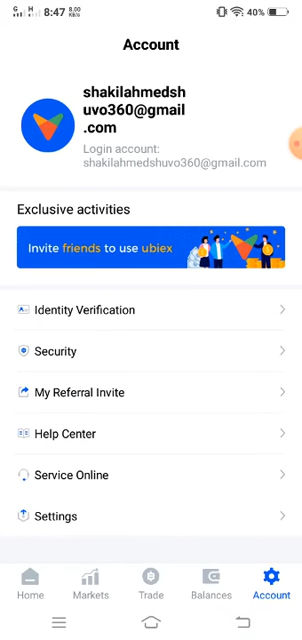 G H 8:47 8.00 KB/s 40%
Account
shakilahmedsh
uvo360@gmail
.com
Login account:
shakilahmedshuvo360@gmail.com
Exclusive activities
Invite friends to use ubiex
Identity Verification
Security
My Referral Invite
Help Center
Service Online
Settings
Home Markets Trade Balances Account